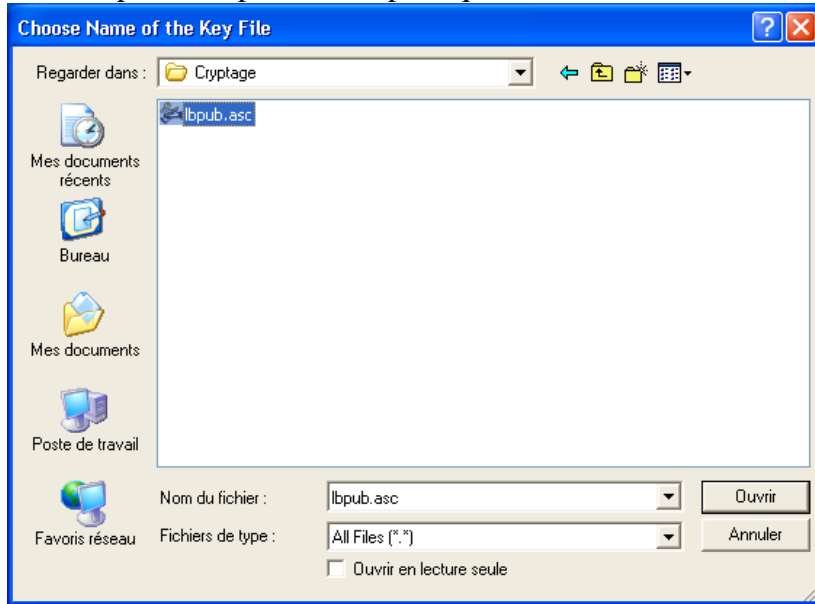 Choose Name of the Key File
Regarder dans :
Cryptage
lbpub.asc
Mes documents
récents
Bureau
Mes documents
Poste de travail
Favoris réseau
Nom du fichier :
lbpub.asc
Ouvrir
Fichiers de type :
All Files (*.*)
Annuler
Ouvrir en lecture seule